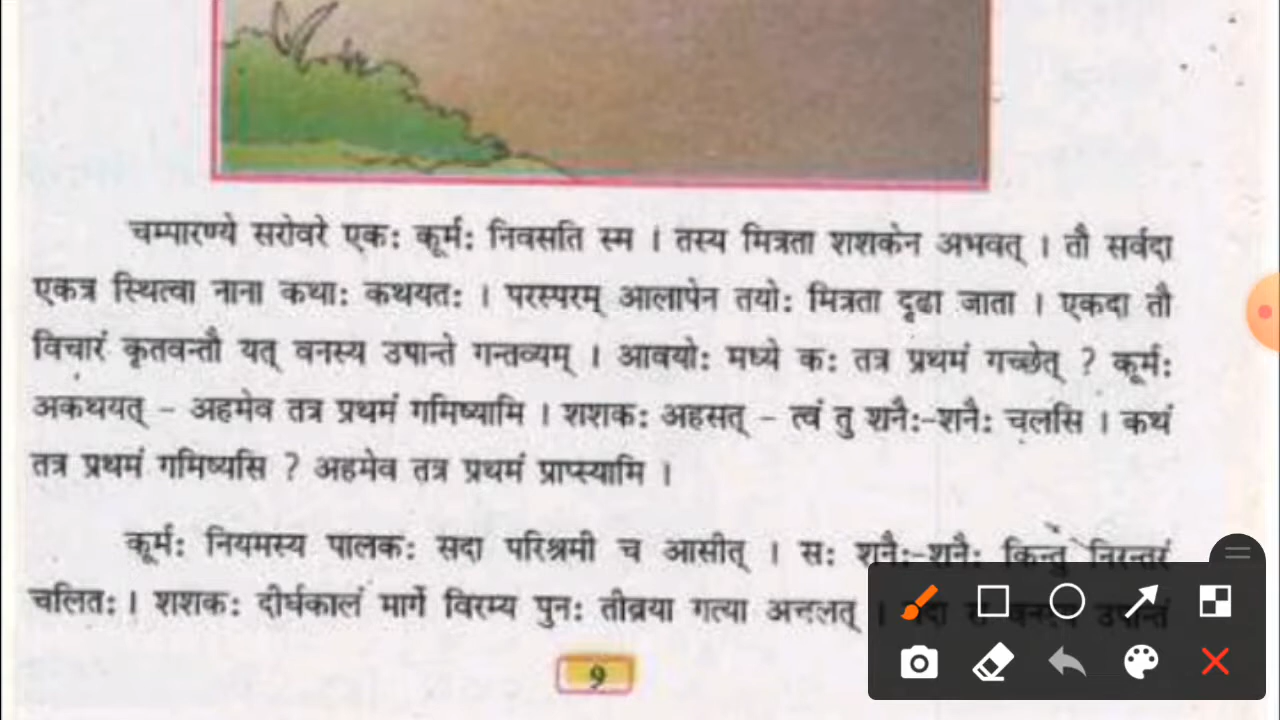 चम्पारण्ये सरोवरे एक: कूर्म: निवसति स्म । तस्य मित्रता शशकेन अभवत् । तौ सर्वदा
एकत्र स्थित्वा नाना कथा: कथयत: । परस्परम् आलापेन तयो: मित्रता दृढा जाता । एकदा तौ
विचारं कृतवन्तौ यत् वनस्य उपान्ते गन्तव्यम् । आवयो: मध्ये क: तत्र प्रथमं गच्छेत् ? कूर्म:
अकथयत् – अहमेव तत्र प्रथमं गमिष्यामि । शशक: अहसत् – त्वं तु शनै:-शनै: चलसि । कथं
तत्र प्रथमं गमिष्यसि ? अहमेव तत्र प्रथमं प्राप्स्यामि ।
कूर्म: नियमस्य पालक: सदा परिश्रमी च आसीत् । स: शनै:-शनै: किन्तु निरन्तरं
चलित: । शशक: दीर्घकालं मार्गे विरम्य पुन: तीव्रया गत्या अचलत् ।
9